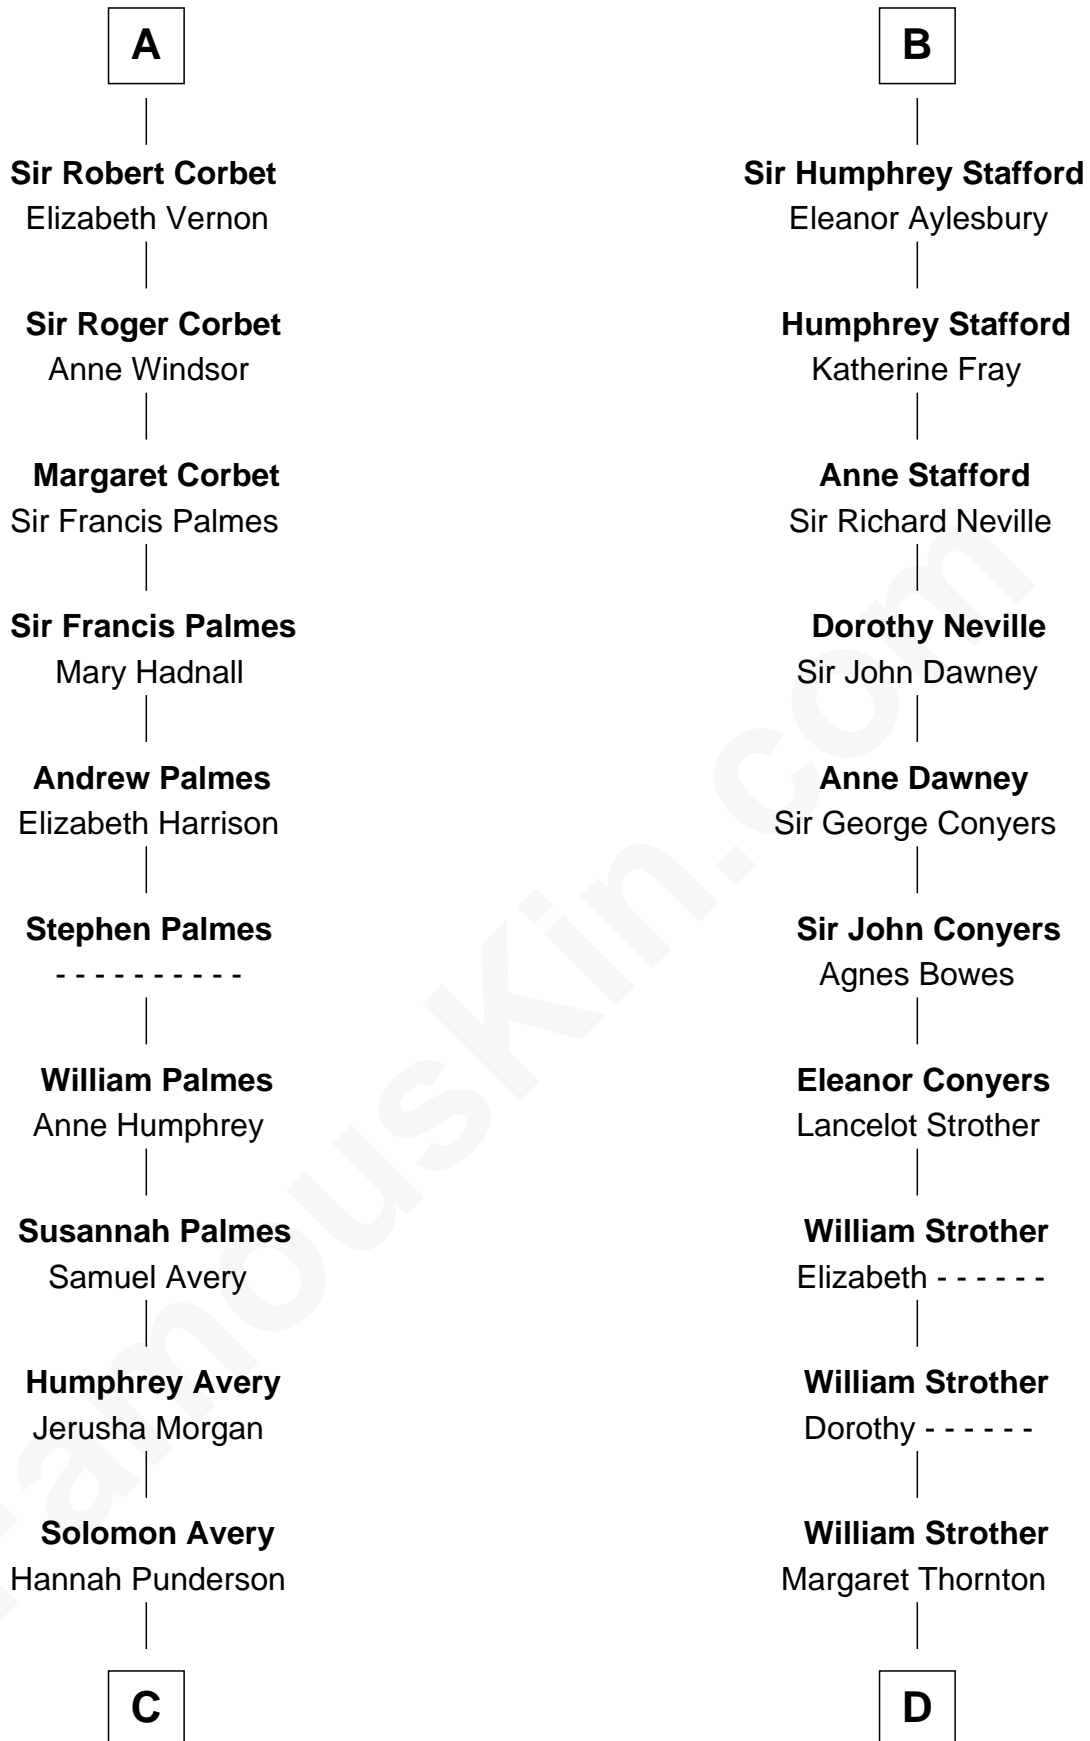 A
Sir Robert Corbet
Elizabeth Vernon
Sir Roger Corbet
Anne Windsor
Margaret Corbet
Sir Francis Palmes
Sir Francis Palmes
Mary Hadnall
Andrew Palmes
Elizabeth Harrison
Stephen Palmes
- - - - - - - - - -
William Palmes
Anne Humphrey
Susannah Palmes
Samuel Avery
Humphrey Avery
Jerusha Morgan
Solomon Avery
Hannah Punderson
C
B
Sir Humphrey Stafford
Eleanor Aylesbury
Humphrey Stafford
Katherine Fray
Anne Stafford
Sir Richard Neville
Dorothy Neville
Sir John Dawney
Anne Dawney
Sir George Conyers
Sir John Conyers
Agnes Bowes
Eleanor Conyers
Lancelot Strother
William Strother
Elizabeth - - - - - -
William Strother
Dorothy - - - - - -
William Strother
Margaret Thornton
D
FamousKin.com